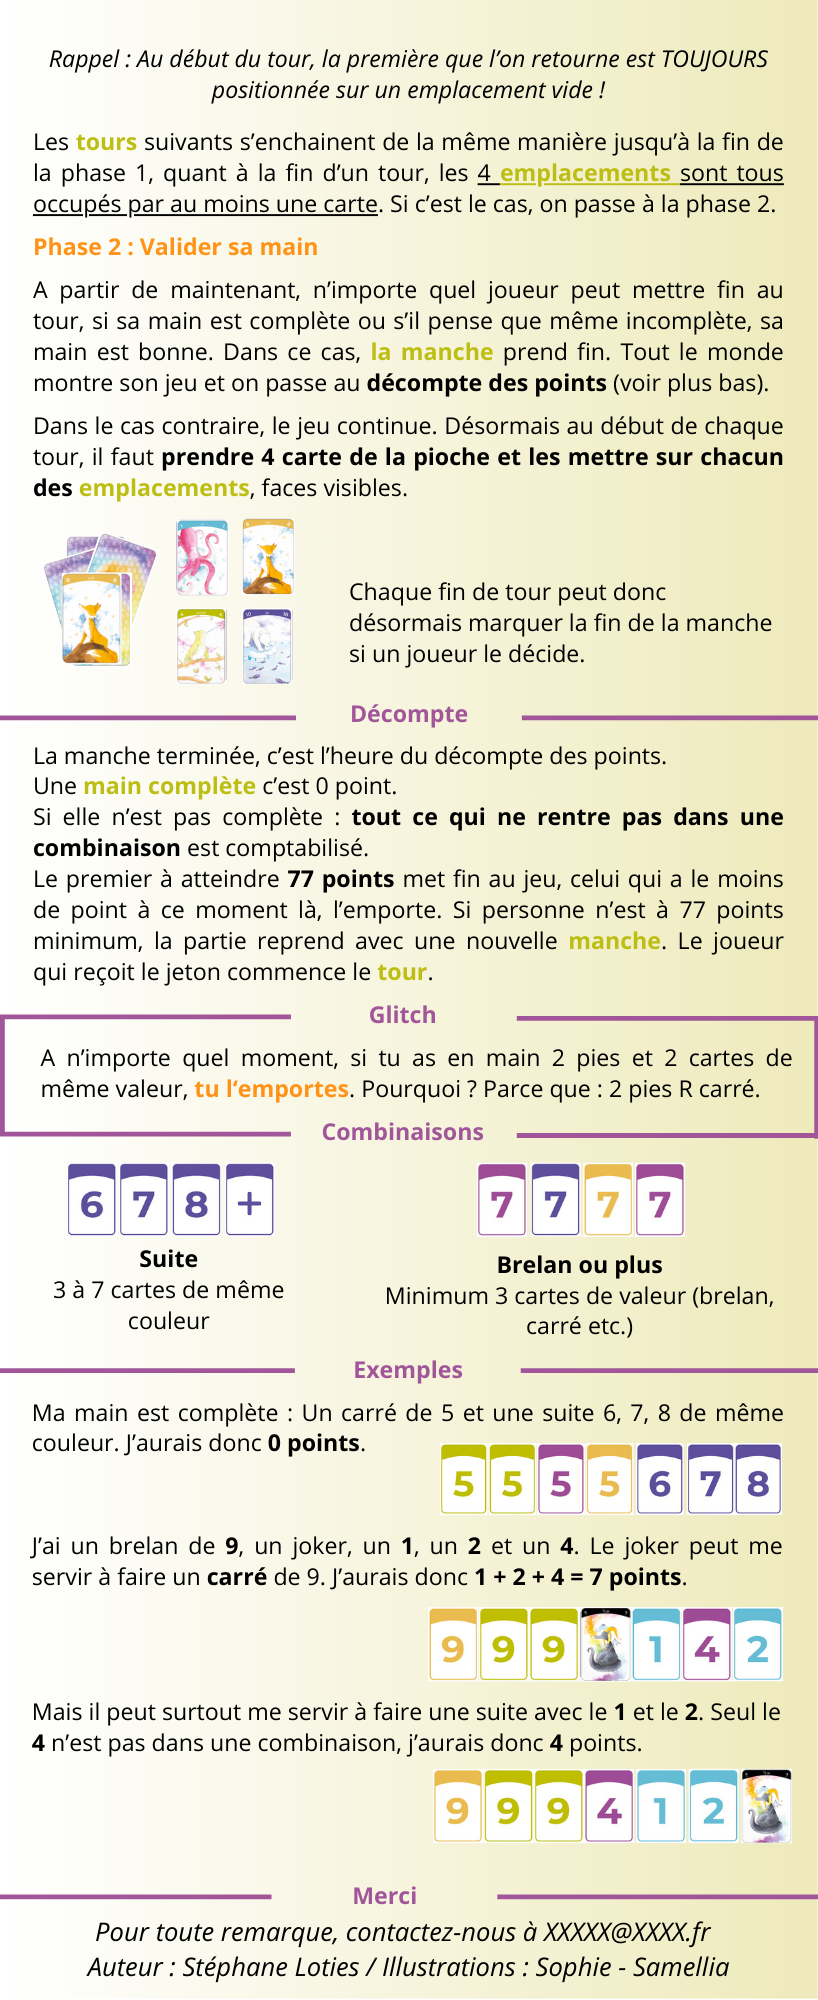 Rappel : Au début du tour, la première que l’on retourne est TOUJOURS
positionnée sur un emplacement vide !
Les tours suivants s’enchainent de la même manière jusqu’à la fin de
la phase 1, quant à la fin d’un tour, les 4 emplacements sont tous
occupés par au moins une carte. Si c’est le cas, on passe à la phase 2.
Phase 2 : Valider sa main
A partir de maintenant, n’importe quel joueur peut mettre fin au
tour, si sa main est complète ou s’il pense que même incomplète, sa
main est bonne. Dans ce cas, la manche prend fin. Tout le monde
montre son jeu et on passe au décompte des points (voir plus bas).
Dans le cas contraire, le jeu continue. Désormais au début de chaque
tour, il faut prendre 4 carte de la pioche et les mettre sur chacun
des emplacements, faces visibles.
Chaque fin de tour peut donc
désormais marquer la fin de la manche
si un joueur le décide.
Décompte
La manche terminée, c’est l’heure du décompte des points.
Une main complète c’est 0 point.
Si elle n’est pas complète : tout ce qui ne rentre pas dans une
combinaison est comptabilisé.
Le premier à atteindre 77 points met fin au jeu, celui qui a le moins
de point à ce moment là, l’emporte. Si personne n’est à 77 points
minimum, la partie reprend avec une nouvelle manche. Le joueur
qui reçoit le jeton commence le tour.
Glitch
A n’importe quel moment, si tu as en main 2 pies et 2 cartes de
même valeur, tu l‘emportes. Pourquoi ? Parce que : 2 pies R carré.
Combinaisons
6 7 8 +
7 7 7 7
Suite
3 à 7 cartes de même
couleur
Brelan ou plus
Minimum 3 cartes de valeur (brelan,
carré etc.)
Exemples
Ma main est complète : Un carré de 5 et une suite 6, 7, 8 de même
couleur. J’aurais donc 0 points.
5 5 5 5 6 7 8
J’ai un brelan de 9, un joker, un 1, un 2 et un 4. Le joker peut me
servir à faire un carré de 9. J’aurais donc 1 + 2 + 4 = 7 points.
9 9 9 1 4 2
Mais il peut surtout me servir à faire une suite avec le 1 et le 2. Seul le
4 n’est pas dans une combinaison, j’aurais donc 4 points.
9 9 9 4 1 2
Merci
Pour toute remarque, contactez-nous à XXXXX@XXXX.fr
Auteur : Stéphane Loties / Illustrations : Sophie - Samellia